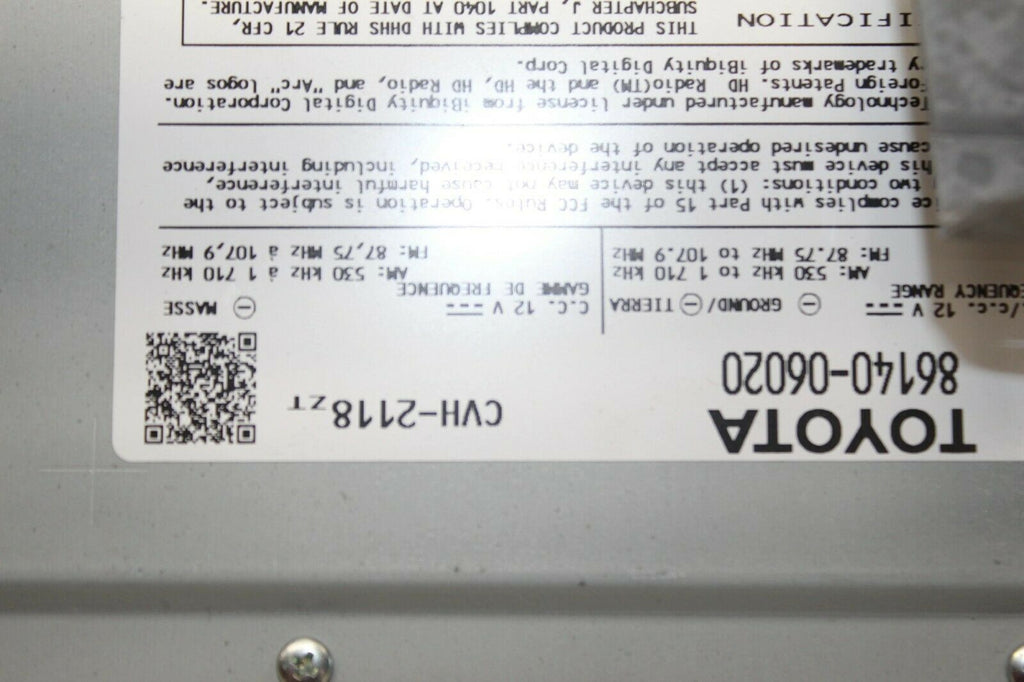 TOYOTA
86140-06020
CVH-2118ZT
/c.c. 12 V ⎓ ⊖ GROUND/⊖TIERRA
QUENCY RANGE
AM: 530 kHz to 1 710 kHz
FM: 87.75 MHz to 107.9 MHz
C.C. 12 V ⎓ ⊖ MASSE
GAMME DE FREQUENCE
AM: 530 kHz à 1 710 kHz
FM: 87,75 MHz à 107,9 MHz
ice complies with Part 15 of the FCC Rules. Operation is subject to the
two conditions: (1) this device may not cause harmful interference,
his device must accept any interference received, including interference
cause undesired operation of the device.
Technology manufactured under license from iBiquity Digital Corporation.
Foreign Patents. HD Radio(TM) and the HD, HD Radio, and "Arc" logos are
y trademarks of iBiquity Digital Corp.
IFICATION
THIS PRODUCT COMPLIES WITH DHHS RULE 21 CFR,
SUBCHAPTER J, PART 1040 AT DATE OF MANUFACTURE.